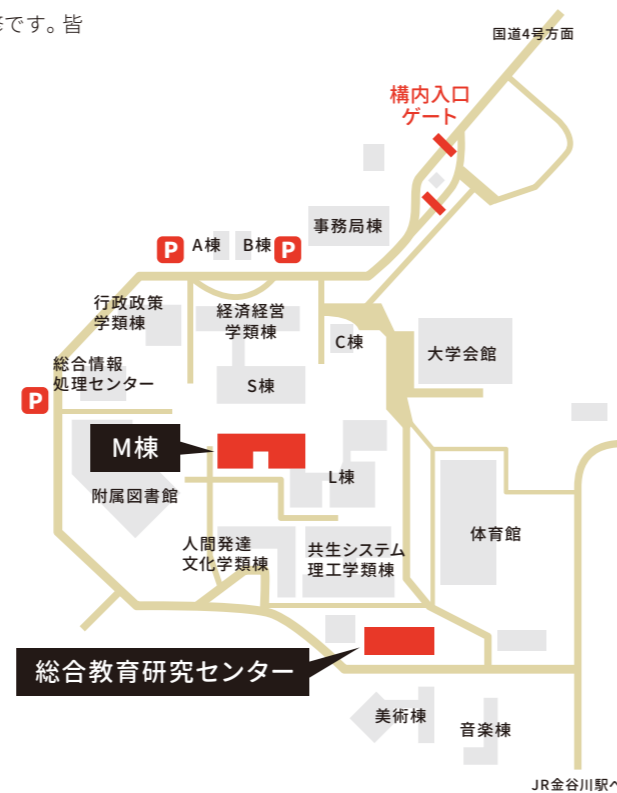 です。皆
国道4号方面
構内入口
ゲート
事務局棟
P
A棟
B棟
P
行政政策
学類棟
経済経営
学類棟
C棟
大学会館
総合情報
処理センター
P
S棟
M棟
L棟
附属図書館
体育館
人間発達
文化学類棟
共生システム
理工学類棟
総合教育研究センター
美術棟
音楽棟
JR金谷川駅へ